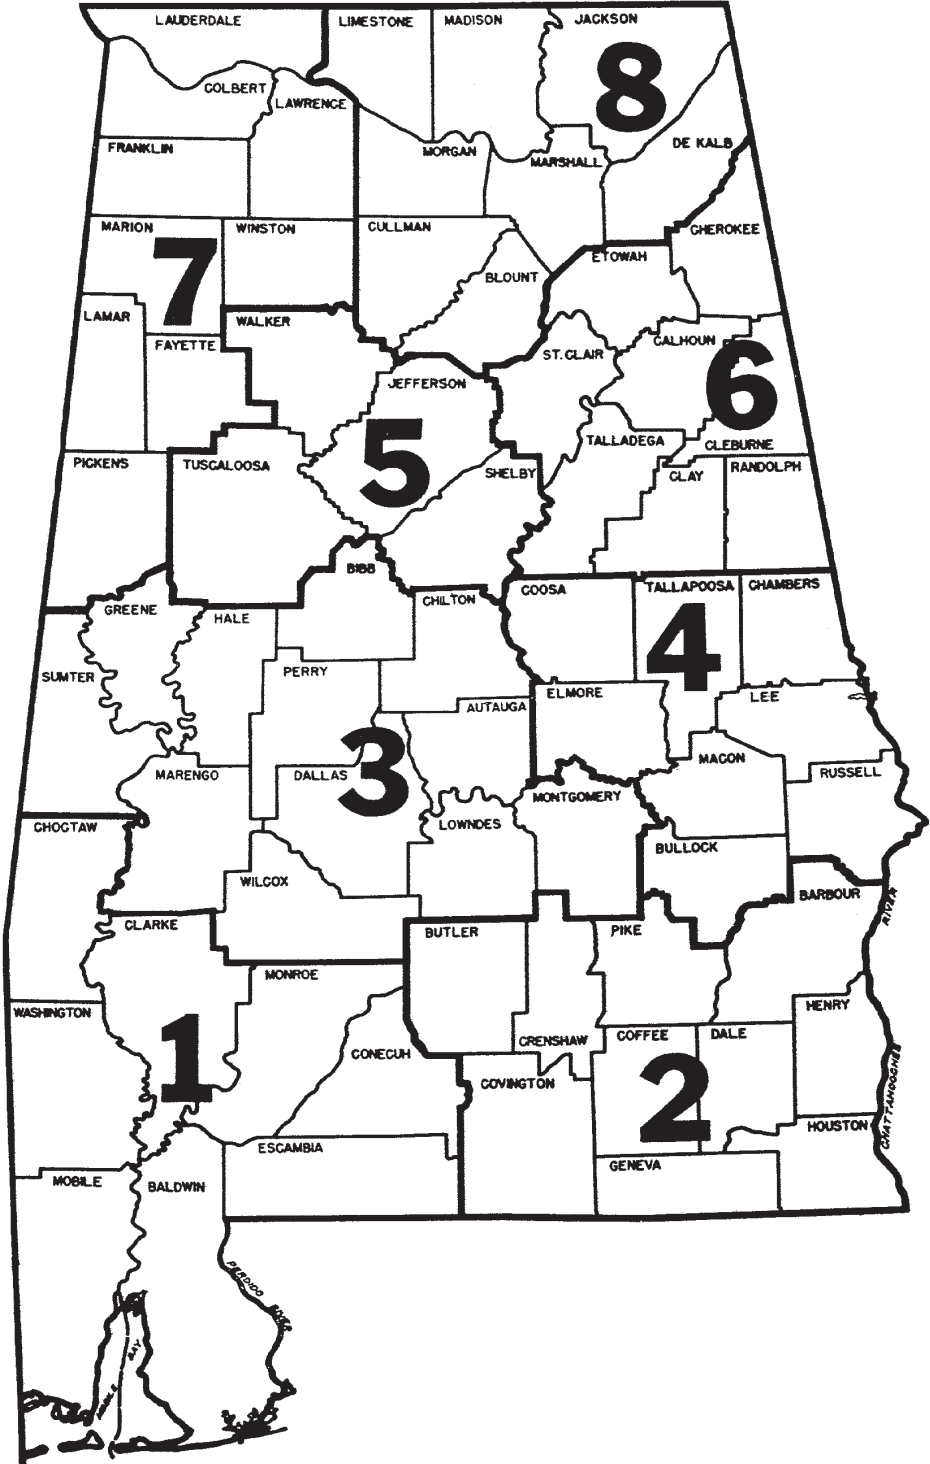 LAUDERDALE
LIMESTONE
MADISON
JACKSON
8
COLBERT
LAWRENCE
FRANKLIN
MORGAN
MARSHALL
DE KALB
MARION
WINSTON
CULLMAN
CHEROKEE
7
ETOWAH
BLOUNT
LAMAR
WALKER
FAYETTE
ST. CLAIR
CALHOUN
6
JEFFERSON
5
TALLADEGA
CLEBURNE
PICKENS
TUSCALOOSA
SHELBY
CLAY
RANDOLPH
BIBB
COOSA
TALLAPOOSA
CHAMBERS
CHILTON
GREENE
HALE
4
SUMTER
PERRY
ELMORE
LEE
AUTAUGA
3
MARENGO
DALLAS
MACON
RUSSELL
MONTGOMERY
CHOCTAW
LOWNDES
BULLOCK
WILCOX
BARBOUR
RIVER
CLARKE
BUTLER
PIKE
MONROE
WASHINGTON
HENRY
1
CONECUH
CRENSHAW
COFFEE
DALE
2
COVINGTON
CHATTAHOOCHEE
HOUSTON
ESCAMBIA
GENEVA
MOBILE
BALDWIN
PERDIDO RIVER
MOBILE BAY